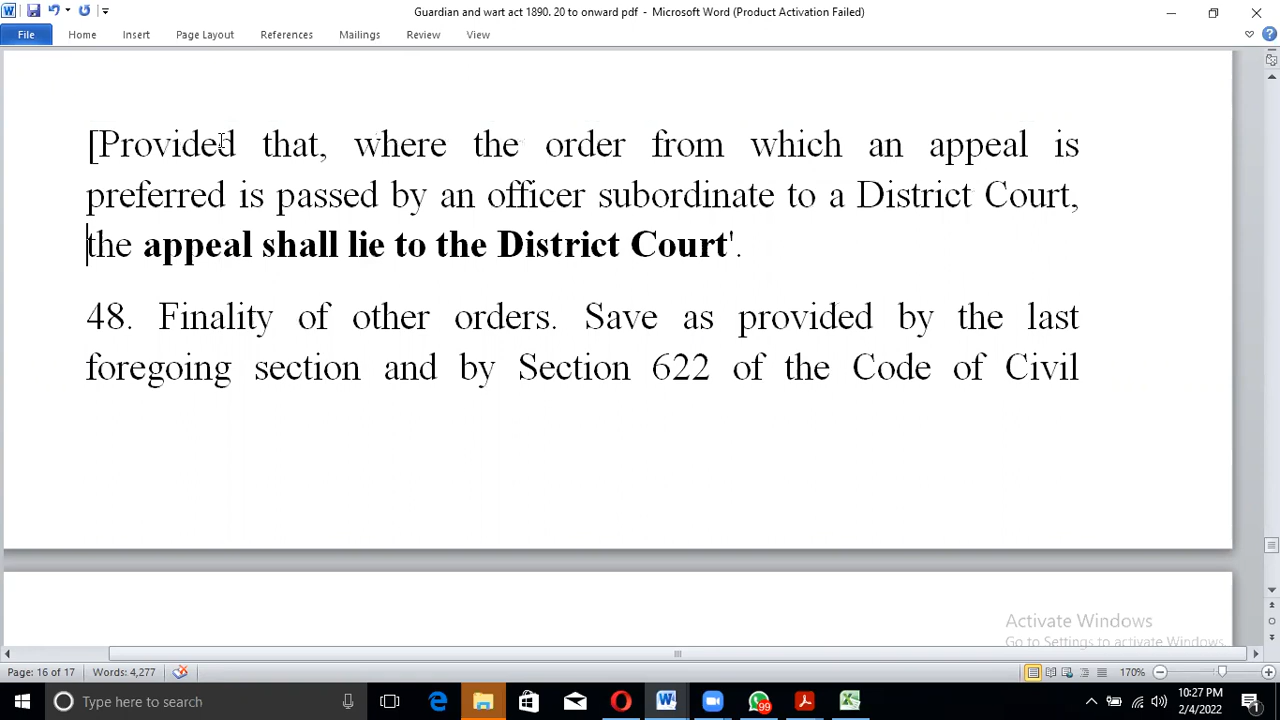 Guardian and wart act 1890. 20 to onward pdf - Microsoft Word (Product Activation Failed)
File Home Insert Page Layout References Mailings Review View
[Provided that, where the order from which an appeal is
preferred is passed by an officer subordinate to a District Court,
the appeal shall lie to the District Court'.
48. Finality of other orders. Save as provided by the last
foregoing section and by Section 622 of the Code of Civil
Activate Windows
Go to Settings to activate Windows.
Page: 16 of 17 Words: 4,277 170%
Type here to search 99 10:27 PM
2/4/2022